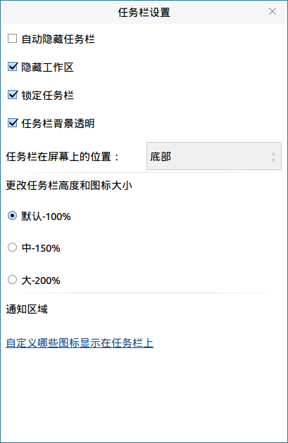 任务栏设置
自动隐藏任务栏
隐藏工作区
锁定任务栏
任务栏背景透明
任务栏在屏幕上的位置： 底部
更改任务栏高度和图标大小
默认-100%
中-150%
大-200%
通知区域
自定义哪些图标显示在任务栏上